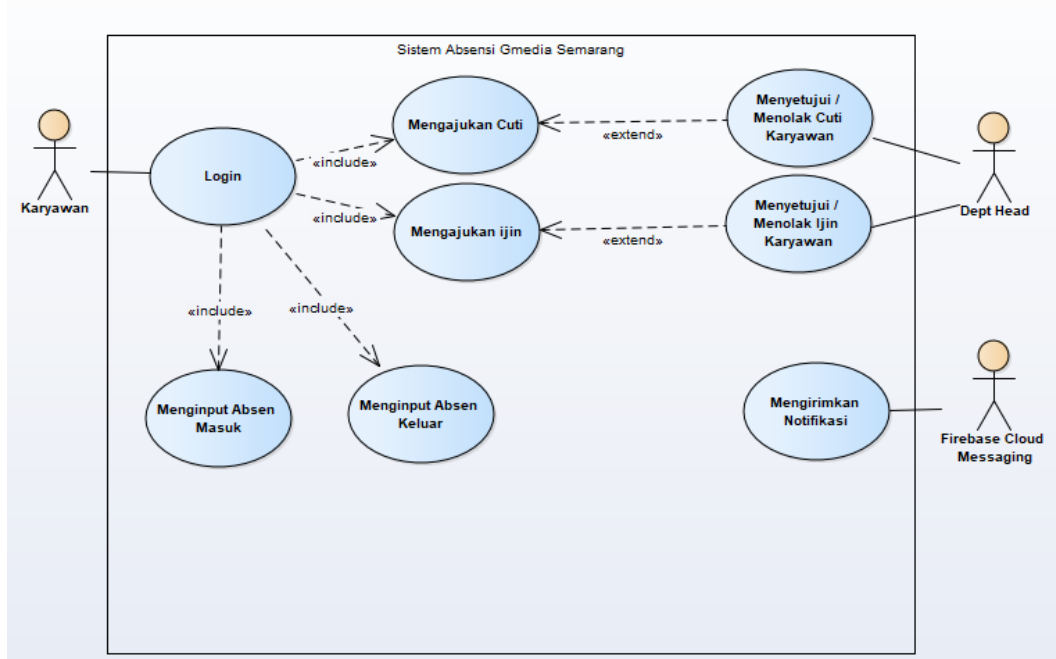 Sistem Absensi Gmedia Semarang
Karyawan
Login
«include»
«include»
«include»
«include»
Mengajukan Cuti
Mengajukan ijin
«extend»
«extend»
Menyetujui /
Menolak Cuti
Karyawan
Menyetujui /
Menolak Ijin
Karyawan
Dept Head
Menginput Absen
Masuk
Menginput Absen
Keluar
Mengirimkan
Notifikasi
Firebase Cloud
Messaging